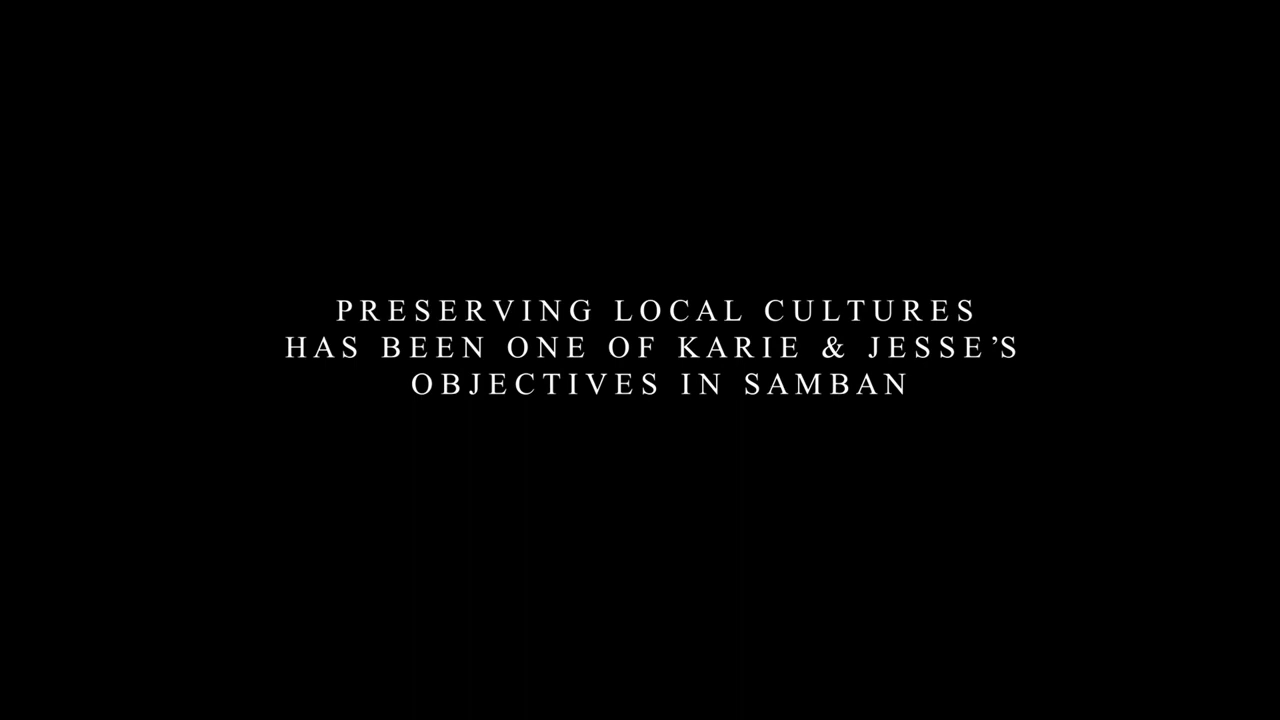 PRESERVING LOCAL CULTURES
HAS BEEN ONE OF KARIE & JESSE’S
OBJECTIVES IN SAMBAN